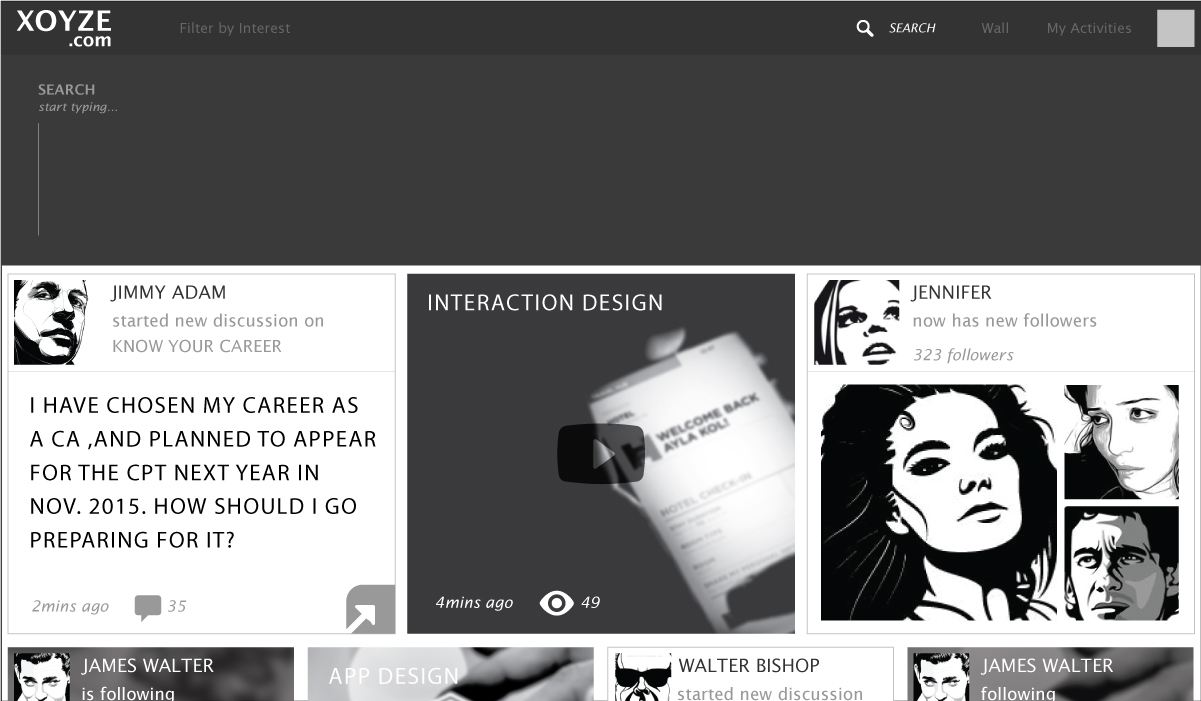 XOYZE
.com
Filter by Interest
SEARCH
Wall
My Activities
SEARCH
start typing...
JIMMY ADAM
started new discussion on
KNOW YOUR CAREER
I HAVE CHOSEN MY CAREER AS
A CA ,AND PLANNED TO APPEAR
FOR THE CPT NEXT YEAR IN
NOV. 2015. HOW SHOULD I GO
PREPARING FOR IT?
2mins ago
35
INTERACTION DESIGN
HOTEL
H
WELCOME BACK
AYLA KOL!
HOTEL CHECK-IN
4mins ago
49
JENNIFER
now has new followers
323 followers
JAMES WALTER
is following
APP DESIGN
WALTER BISHOP
started new discussion
JAMES WALTER
following